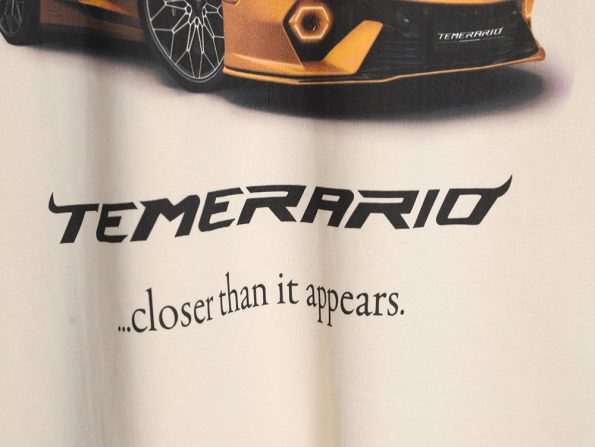 TEMERARIO
TEMERARIO
...closer than it appears.